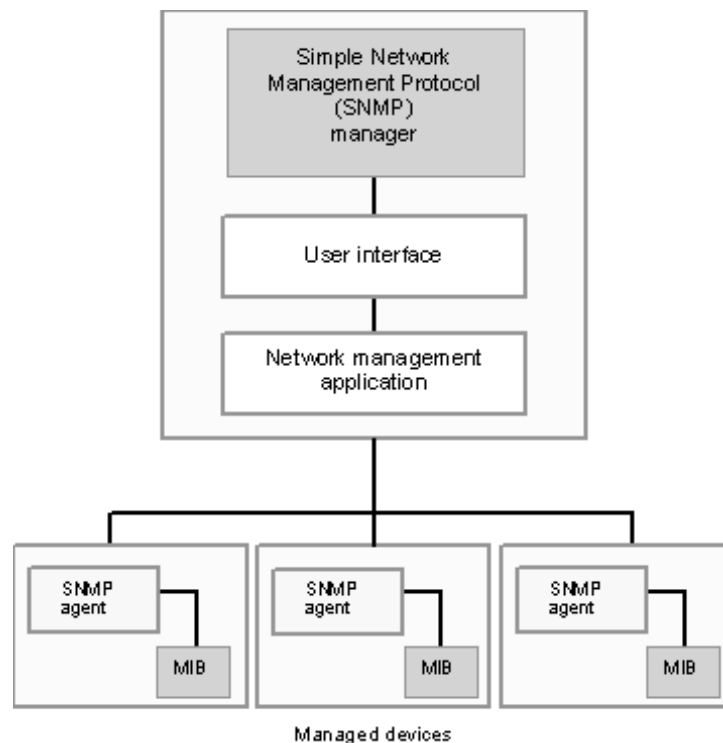 Simple Network
Management Protocol
(SNMP)
manager
User interface
Network management
application
SNMP
agent
MIB
SNMP
agent
MIB
SNMP
agent
MIB
Managed devices